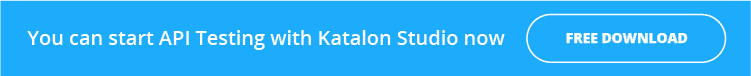 You can start API Testing with Katalon Studio now
FREE DOWNLOAD